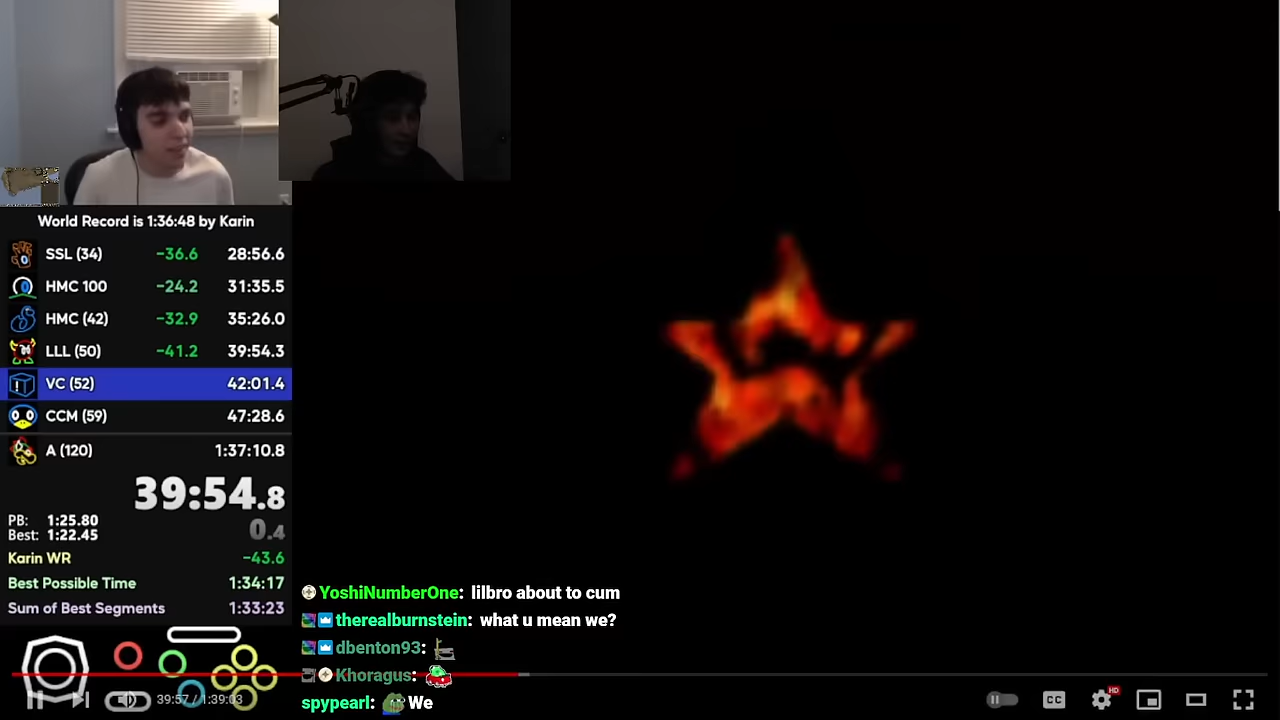 World Record is 1:36:48 by Karin
SSL (34) -36.6 28:56.6
HMC 100 -24.2 31:35.5
HMC (42) -32.9 35:26.0
LLL (50) -41.2 39:54.3
VC (52) 42:01.4
CCM (59) 47:28.6
A (120) 1:37:10.8
39:54.8
PB: 1:25.80
Best: 1:22.45
0.4
Karin WR -43.6
Best Possible Time 1:34:17
Sum of Best Segments 1:33:23
YoshiNumberOne: lilbro about to cum
therealburnstein: what u mean we?
dbenton93:
Khoragus:
spypearl: We
39:57 / 1:39:03
CC
HD